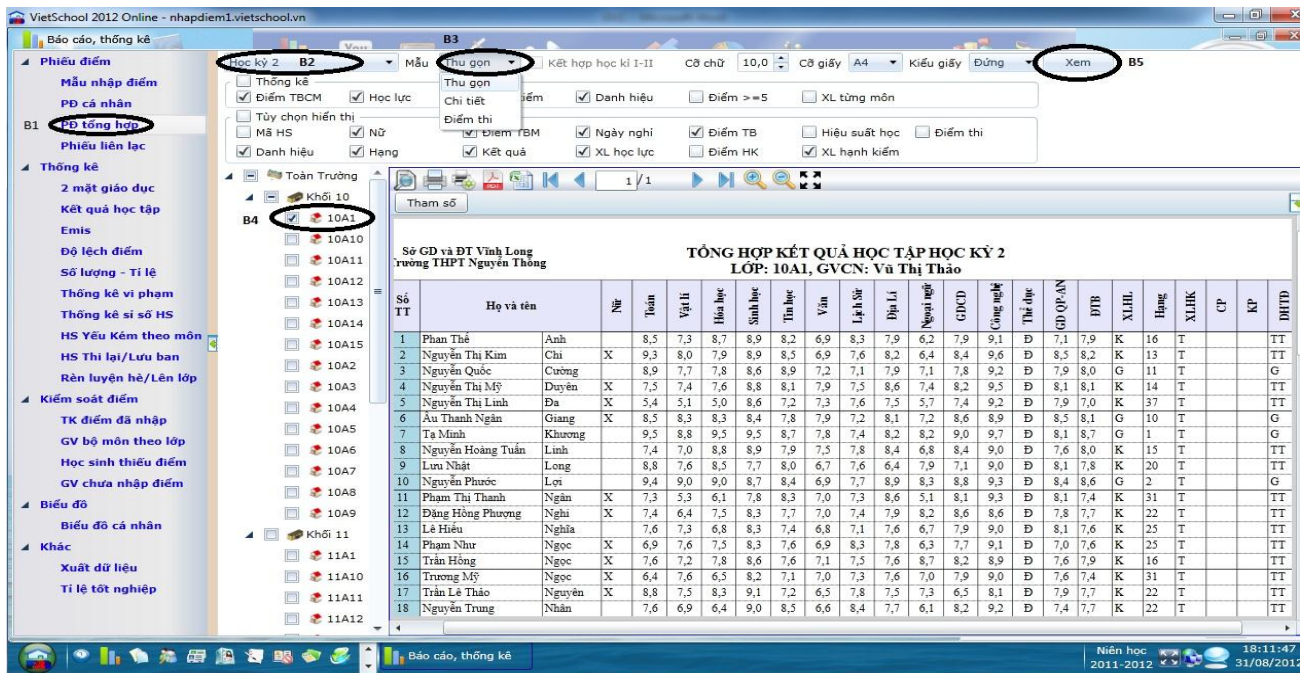 VietSchool 2012 Online - nhapdiem1.vietschool.vn
Báo cáo, thống kê
B3
Phiếu điểm
Mẫu nhập điểm
PĐ cá nhân
B1 PĐ tổng hợp
Phiếu liên lạc
Thống kê
2 mặt giáo dục
Kết quả học tập
Emis
Độ lệch điểm
Số lượng - Tỉ lệ
Thống kê vi phạm
Thống kê sỉ số HS
HS Yếu Kém theo môn
HS Thi lại/Lưu ban
Rèn luyện hè/Lên lớp
Kiểm soát điểm
TK điểm đã nhập
GV bộ môn theo lớp
Học sinh thiếu điểm
GV chưa nhập điểm
Biểu đồ
Biểu đồ cá nhân
Khác
Xuất dữ liệu
Tỉ lệ tốt nghiệp
Học kỳ 2 B2 Mẫu Thu gọn Kết hợp học kì I-II Cỡ chữ 10,0 Cỡ giấy A4 Kiểu giấy Đứng Xem B5
Thu gọn
Chi tiết
Điểm thi
Thống kê
Điểm TBCM Học lực Danh hiệu Điểm >=5 XL từng môn
Tùy chọn hiển thị
Mã HS Nữ Điểm TBM Ngày nghỉ Điểm TB Hiệu suất học Điểm thi
Danh hiệu Hạng Kết quả XL học lực Điểm HK XL hạnh kiểm
Toàn Trường
Khối 10
B4 10A1
10A10
10A11
10A12
10A13
10A14
10A15
10A2
10A3
10A4
10A5
10A6
10A7
10A8
10A9
Khối 11
11A1
11A10
11A11
11A12
1/1
Tham số
Sở GD và ĐT Vĩnh Long
Trường THPT Nguyễn Thông
TỔNG HỢP KẾT QUẢ HỌC TẬP HỌC KỲ 2
LỚP: 10A1, GVCN: Vũ Thị Thảo
Số TT Họ và tên Nữ Toán Vật lí Hóa học Sinh học Tin học Văn Lịch Sử Địa Lí Ngoại ngữ GDCD Công nghệ Thể dục GD QP-AN ĐTB XLHL Hạng XLHK CP KP DHTĐ
1 Phan Thế Anh 8,5 7,3 8,7 8,9 8,2 6,9 8,3 7,9 6,2 7,9 9,1 Đ 7,1 7,9 K 16 T TT
2 Nguyễn Thị Kim Chi X 9,3 8,0 7,9 8,9 8,5 6,9 7,6 8,2 6,4 8,4 9,6 Đ 8,5 8,2 K 13 T TT
3 Nguyễn Quốc Cường 8,9 7,7 7,8 8,6 8,9 7,2 7,1 7,9 7,1 7,8 9,2 Đ 7,9 8,0 G 11 T G
4 Nguyễn Thị Mỹ Duyên X 7,5 7,4 7,6 8,8 8,1 7,9 7,5 8,6 7,4 8,2 9,5 Đ 8,1 8,1 K 14 T TT
5 Nguyễn Thị Linh Đa X 5,4 5,1 5,0 8,6 7,2 7,3 7,6 7,5 5,7 7,4 9,2 Đ 7,9 7,0 K 37 T TT
6 Âu Thanh Ngân Giang X 8,5 8,3 8,3 8,4 7,8 7,9 7,2 8,1 7,2 8,6 8,9 Đ 8,5 8,1 G 10 T G
7 Tạ Minh Khương 9,5 8,8 9,5 9,5 8,7 7,8 7,4 8,2 8,2 9,0 9,7 Đ 8,1 8,7 G 1 T G
8 Nguyễn Hoàng Tuấn Linh 7,4 7,0 8,8 8,9 7,9 7,5 7,8 8,4 6,8 8,4 9,0 Đ 7,6 8,0 K 15 T TT
9 Lưu Nhật Long 8,8 7,6 8,5 7,7 8,0 6,7 7,6 6,4 7,9 7,1 9,0 Đ 8,1 7,8 K 20 T TT
10 Nguyễn Phước Lợi 9,4 9,0 9,0 8,7 8,4 6,9 7,7 8,9 8,3 8,8 9,3 Đ 8,4 8,6 G 2 T G
11 Phạm Thị Thanh Ngân X 7,3 5,3 6,1 7,8 8,3 7,0 7,3 8,6 5,1 8,1 9,3 Đ 8,1 7,4 K 31 T TT
12 Đặng Hồng Phượng Nghi X 7,4 6,4 7,5 8,3 7,7 7,0 7,4 7,9 8,2 8,6 8,6 Đ 7,8 7,7 K 22 T TT
13 Lê Hiếu Nghĩa 7,6 7,3 6,8 8,3 7,4 6,8 7,1 7,6 6,7 7,9 9,0 Đ 8,1 7,6 K 25 T TT
14 Phạm Như Ngọc X 6,9 7,6 7,5 8,3 7,6 6,9 8,3 7,8 6,3 7,7 9,1 Đ 7,0 7,6 K 25 T TT
15 Trần Hồng Ngọc X 7,6 7,2 7,8 8,6 7,6 7,1 7,5 7,6 8,7 8,2 8,9 Đ 7,6 7,9 K 16 T TT
16 Trương Mỹ Ngọc X 6,4 7,6 6,5 8,2 7,1 7,0 7,3 7,6 7,0 7,9 9,0 Đ 7,6 7,4 K 31 T TT
17 Trần Lê Thảo Nguyên X 8,8 7,5 8,3 9,1 7,2 6,5 7,8 7,5 7,3 6,5 8,1 Đ 7,9 7,7 K 22 T TT
18 Nguyễn Trung Nhân 7,6 6,9 6,4 9,0 8,5 6,6 8,4 7,7 6,1 8,2 9,2 Đ 7,4 7,7 K 22 T TT
Báo cáo, thống kê
Niên học
2011-2012
18:11:47
31/08/2012